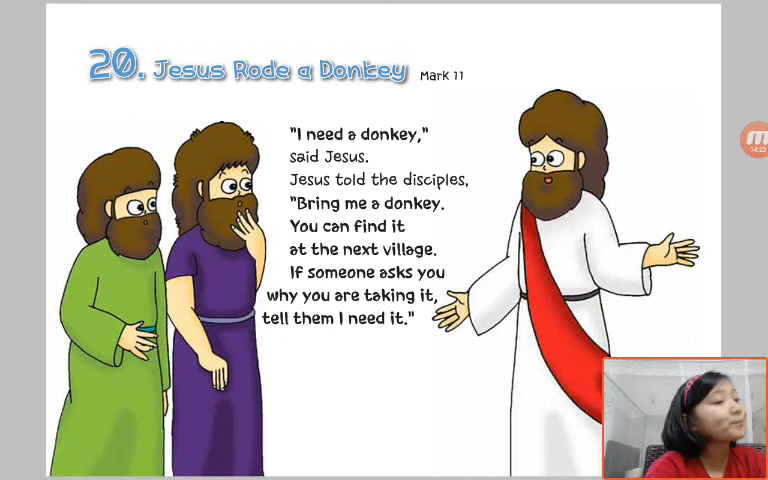 20. Jesus Rode a Donkey Mark 11
"I need a donkey,"
said Jesus.
Jesus told the disciples,
"Bring me a donkey.
You can find it
at the next village.
If someone asks you
why you are taking it,
tell them I need it."
m
14:23